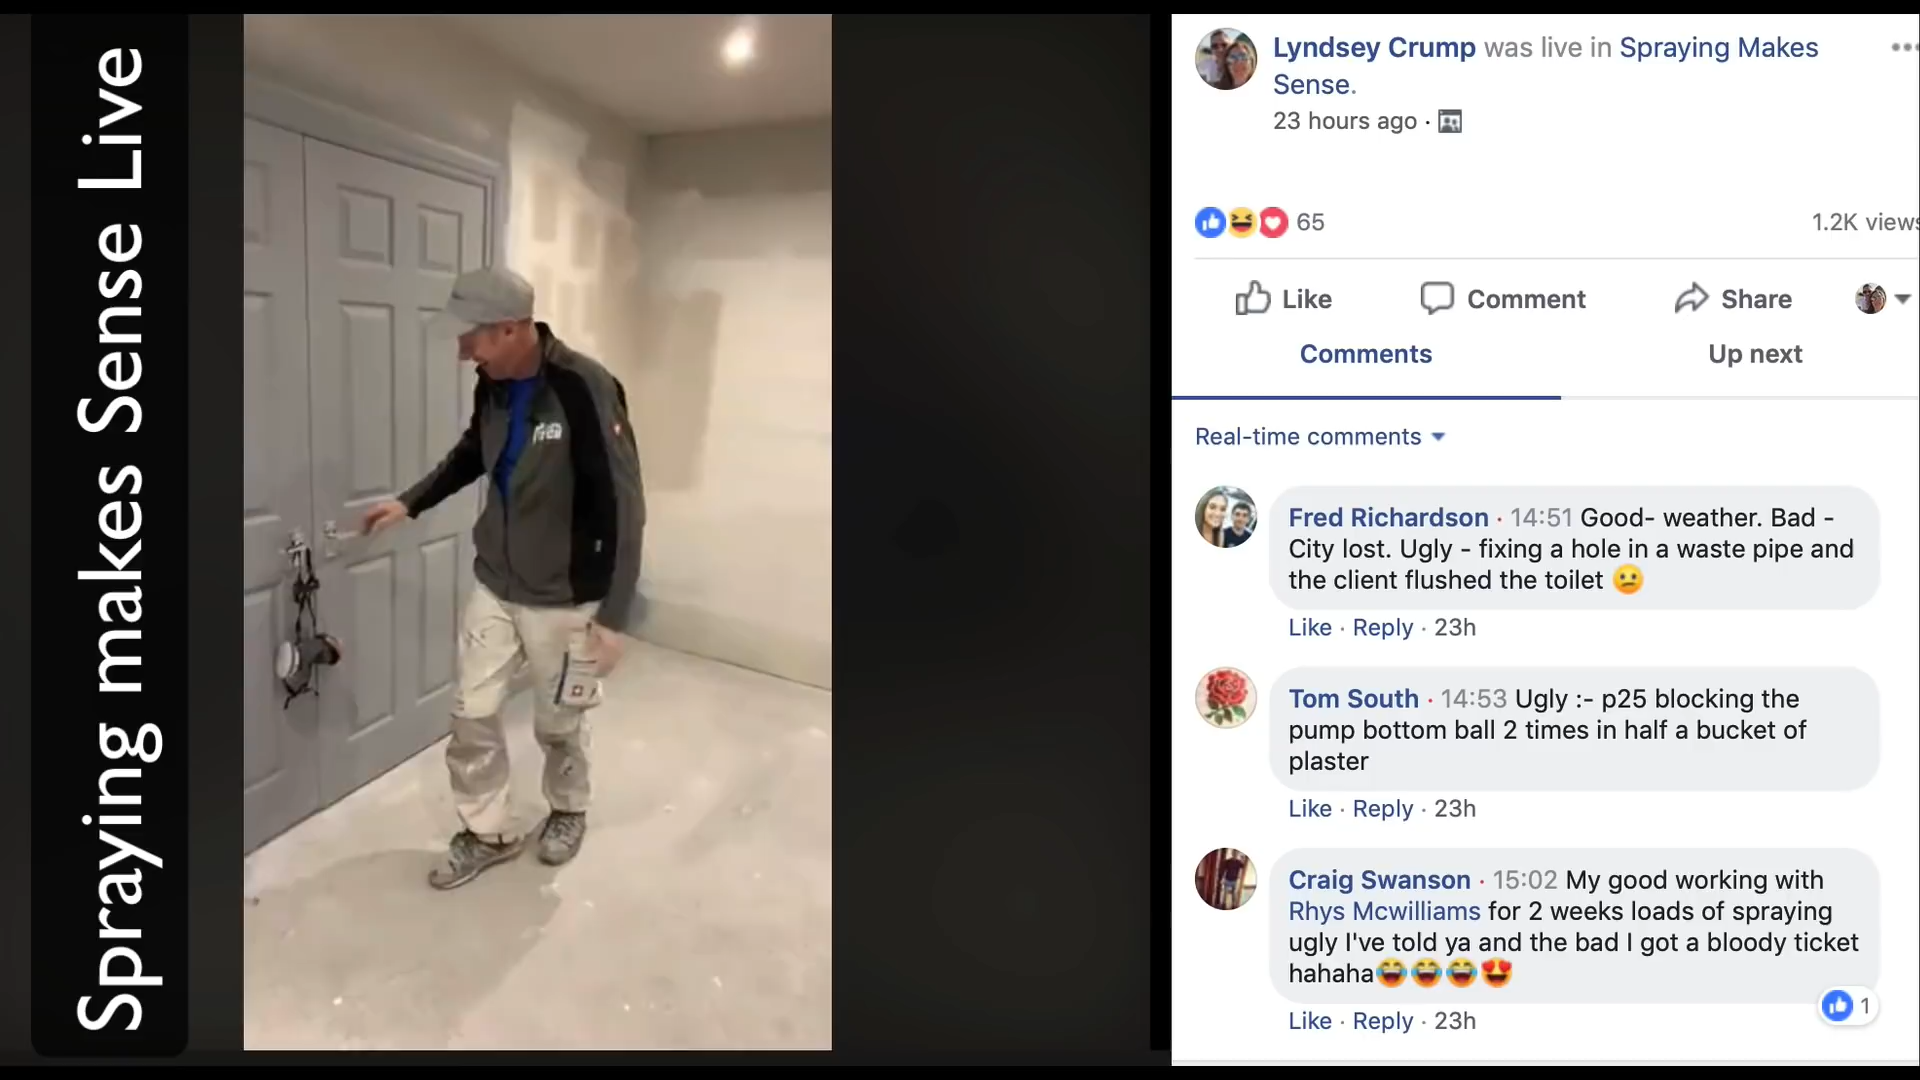 Spraying makes Sense Live
Lyndsey Crump was live in Spraying Makes
Sense.
23 hours ago ·
65
1.2K views
Like
Comment
Share
Comments
Up next
Real-time comments
Fred Richardson · 14:51 Good- weather. Bad -
City lost. Ugly - fixing a hole in a waste pipe and
the client flushed the toilet 😕
Like · Reply · 23h
Tom South · 14:53 Ugly :- p25 blocking the
pump bottom ball 2 times in half a bucket of
plaster
Like · Reply · 23h
Craig Swanson · 15:02 My good working with
Rhys Mcwilliams for 2 weeks loads of spraying
ugly I've told ya and the bad I got a bloody ticket
hahaha😂😂😂😍
1
Like · Reply · 23h